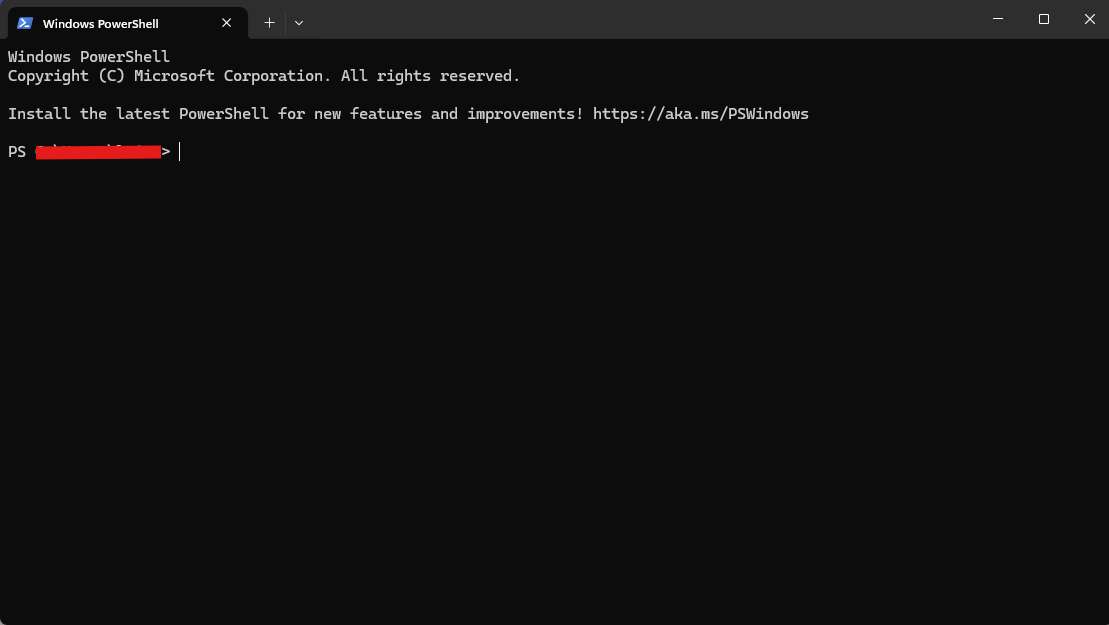 Windows PowerShell
Windows PowerShell
Copyright (C) Microsoft Corporation. All rights reserved.
Install the latest PowerShell for new features and improvements! https://aka.ms/PSWindows
PS >